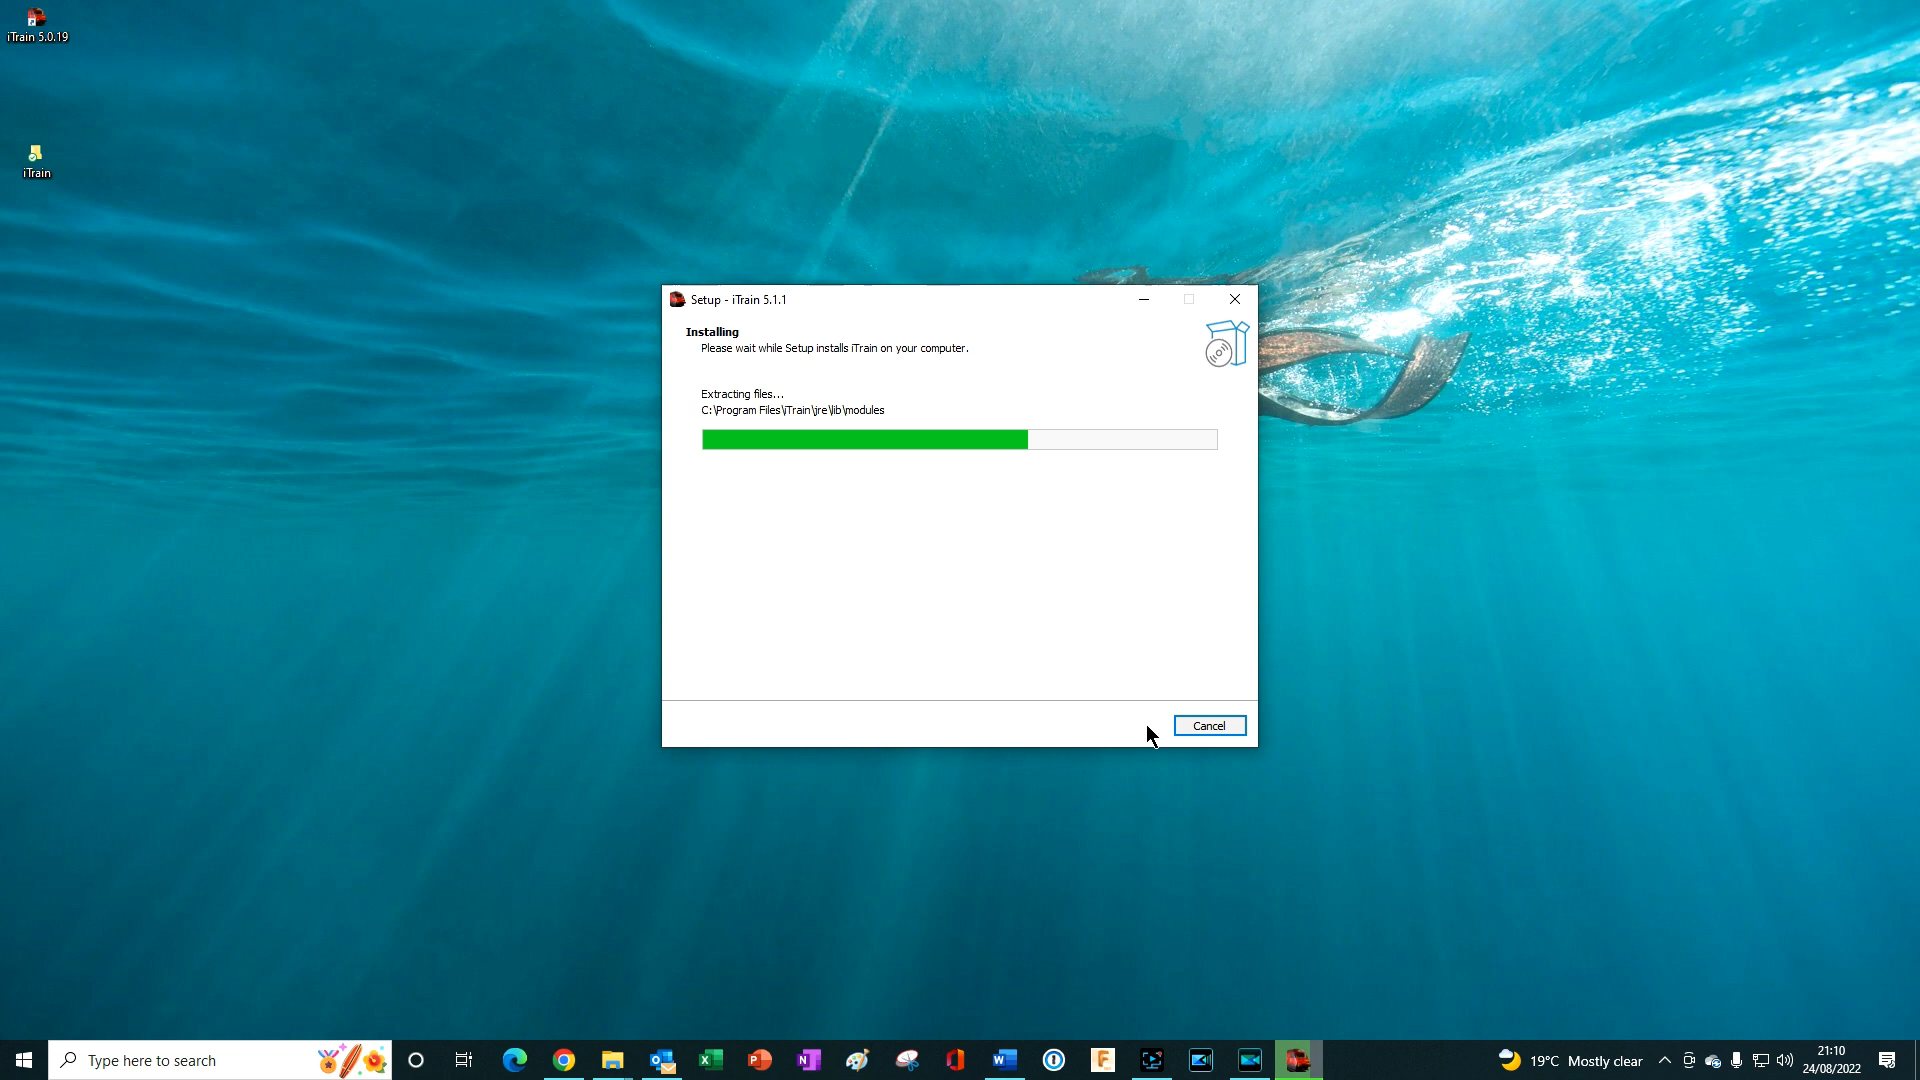 iTrain 5.0.19
iTrain
Setup - iTrain 5.1.1
Installing
Please wait while Setup installs iTrain on your computer.
Extracting files...
C:\Program Files\iTrain\jre\lib\modules
Cancel
Type here to search
19°C Mostly clear
21:10
24/08/2022